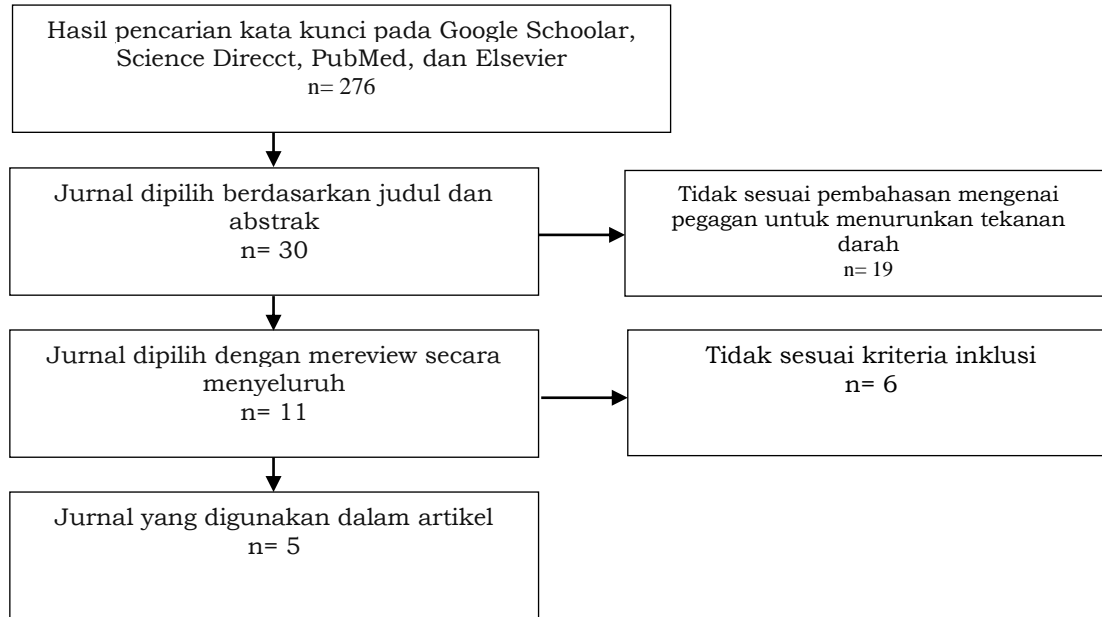 Hasil pencarian kata kunci pada Google Schoolar,
Science Direcct, PubMed, dan Elsevier
n= 276
Jurnal dipilih berdasarkan judul dan
abstrak
n= 30
Tidak sesuai pembahasan mengenai
pegagan untuk menurunkan tekanan
darah
n= 19
Jurnal dipilih dengan mereview secara
menyeluruh
n= 11
Tidak sesuai kriteria inklusi
n= 6
Jurnal yang digunakan dalam artikel
n= 5